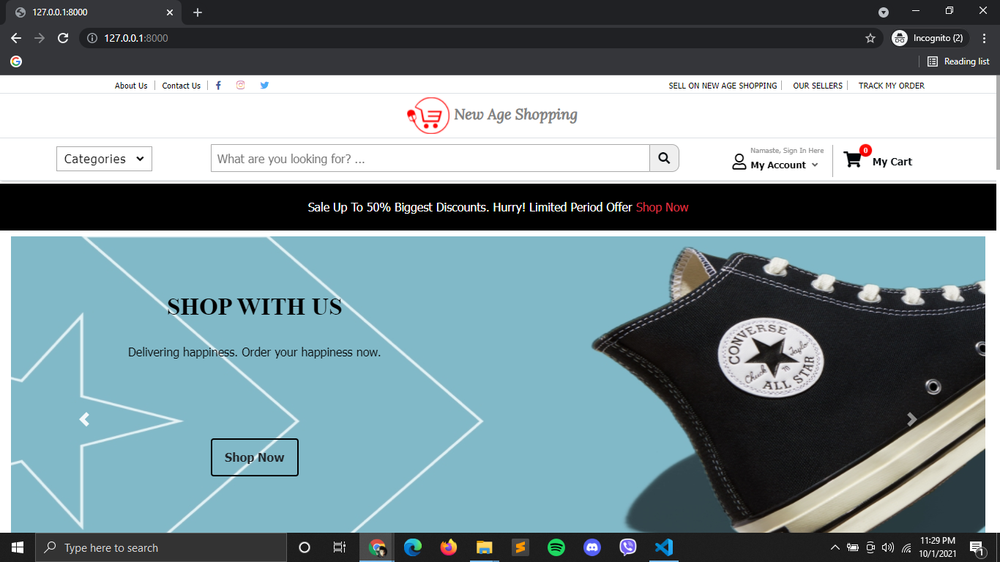 127.0.0.1:8000
127.0.0.1:8000
Incognito (2)
Reading list
About Us
Contact Us
SELL ON NEW AGE SHOPPING
OUR SELLERS
TRACK MY ORDER
New Age Shopping
Categories
What are you looking for? ...
Namaste, Sign In Here
My Account
0
My Cart
Sale Up To 50% Biggest Discounts. Hurry! Limited Period Offer Shop Now
SHOP WITH US
Delivering happiness. Order your happiness now.
Shop Now
CONVERSE
Chuck 70 Taylor
ALL STAR
Type here to search
11:29 PM
10/1/2021
1